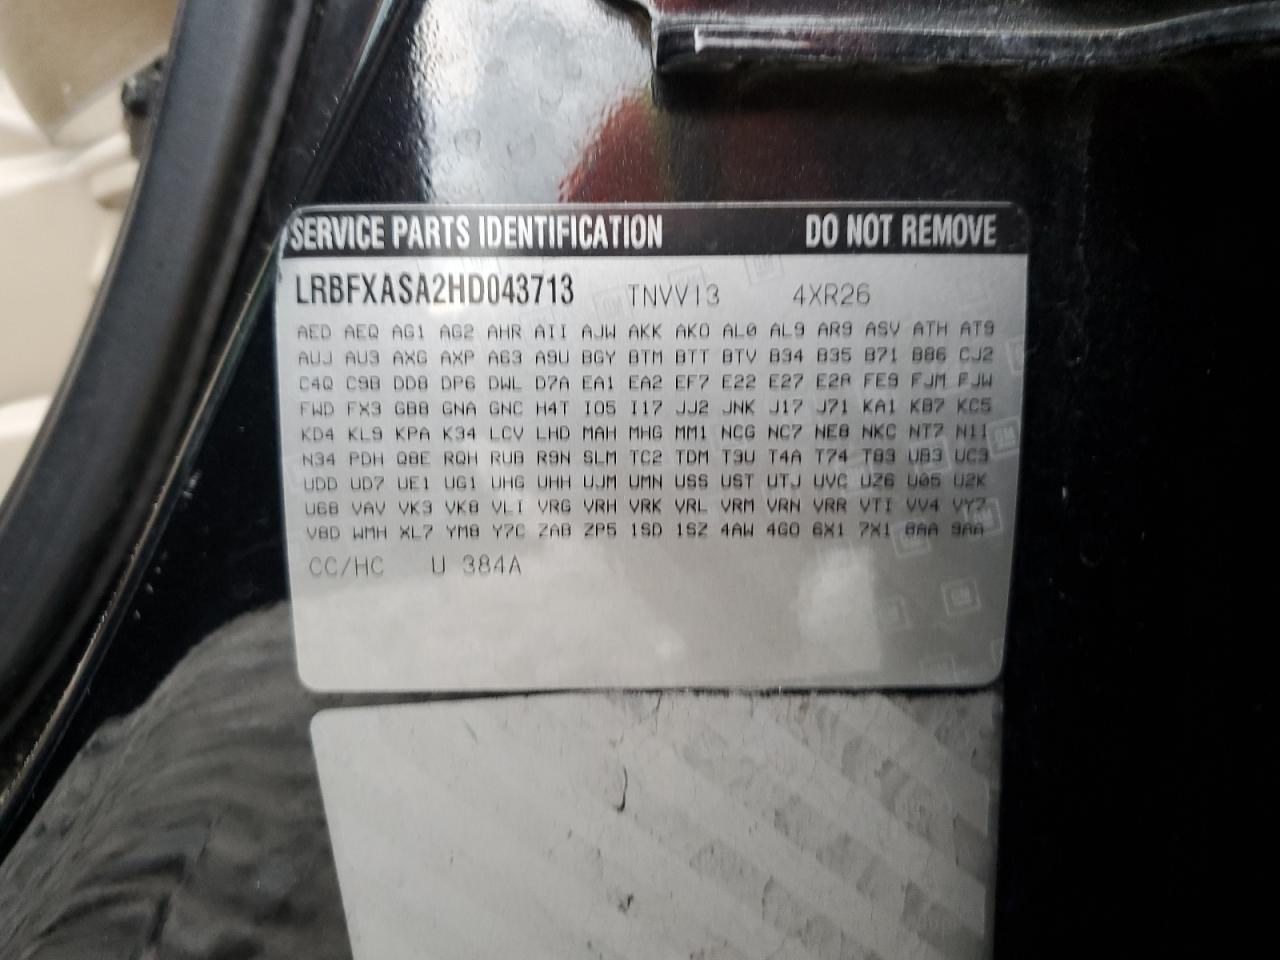 SERVICE PARTS IDENTIFICATION DO NOT REMOVE
LRBFXASA2HD043713 TNVV13 4XR26
AED AEQ AG1 AG2 AHR AII AJW AKK AKO AL0 AL9 AR9 ASV ATH AT9
AUJ AU3 AXG AXP A63 A9U BGY BTM BTT BTV B34 B35 B71 B86 CJ2
C4Q C9B DD8 DP6 DWL D7A EA1 EA2 EF7 E22 E27 E2R FE9 FJM FJW
FWD FX3 GB8 GNA GNC H4T IO5 I17 JJ2 JNK J17 J71 KA1 KB7 KC5
KD4 KL9 KPA K34 LCV LHD MAH MHG MM1 NCG NC7 NE8 NKC NT7 N11
N34 PDH Q8E RQH RUB R9N SLM TC2 TDM T3U T4A T74 T83 UB3 UC3
UDD UD7 UE1 UG1 UHG UHH UJM UMN USS UST UTJ UVC UZ6 U05 U2K
U68 VAV VK3 VK8 VLI VRG VRH VRK VRL VRM VRN VRR VTI VV4 VY7
V8D WMH XL7 YM8 Y7C ZAB ZP5 1SD 1SZ 4AW 4GO 6X1 7X1 8AA 9AA
CC/HC U 384A